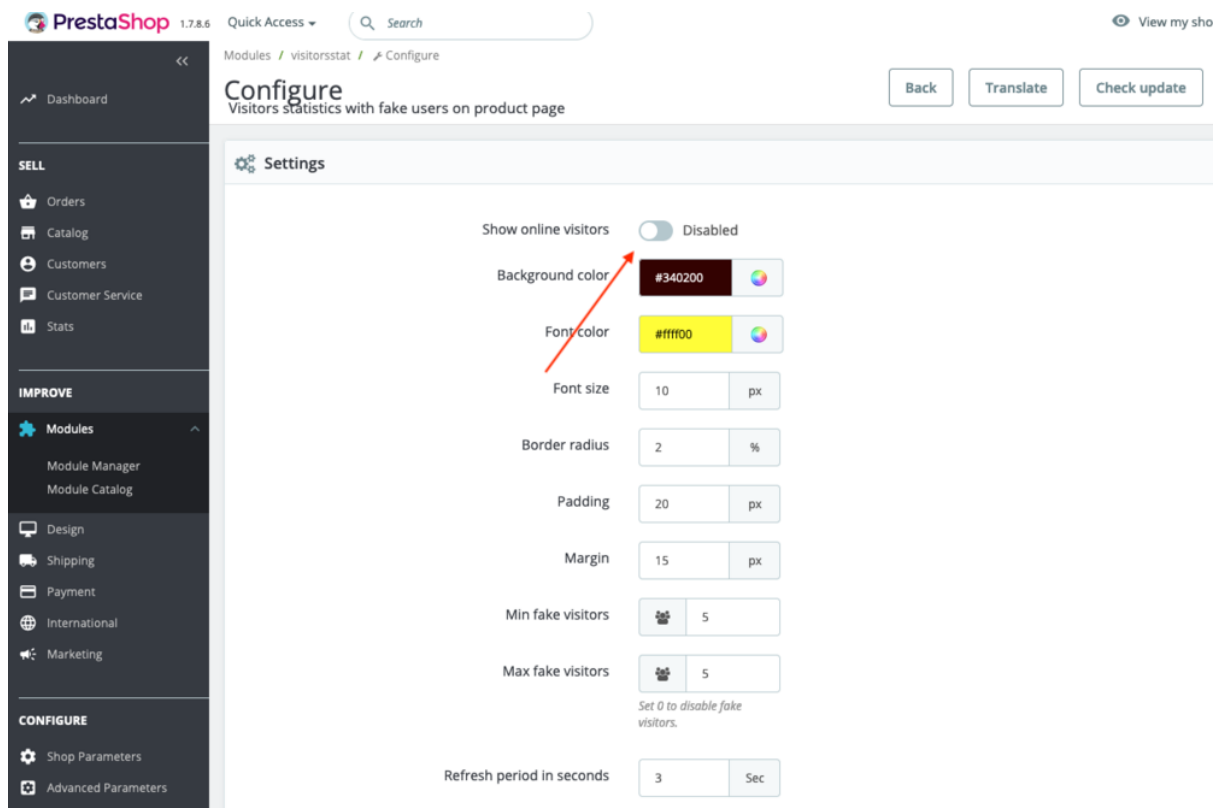 PrestaShop 1.7.8.6 Quick Access Search View my sho
Modules / visitorsstat / Configure
Configure
Visitors statistics with fake users on product page
Back Translate Check update
Dashboard
SELL
Orders
Catalog
Customers
Customer Service
Stats
IMPROVE
Modules
Module Manager
Module Catalog
Design
Shipping
Payment
International
Marketing
CONFIGURE
Shop Parameters
Advanced Parameters
Settings
Show online visitors Disabled
Background color #340200
Font color #ffff00
Font size 10 px
Border radius 2 %
Padding 20 px
Margin 15 px
Min fake visitors 5
Max fake visitors 5
Set 0 to disable fake
visitors.
Refresh period in seconds 3 Sec